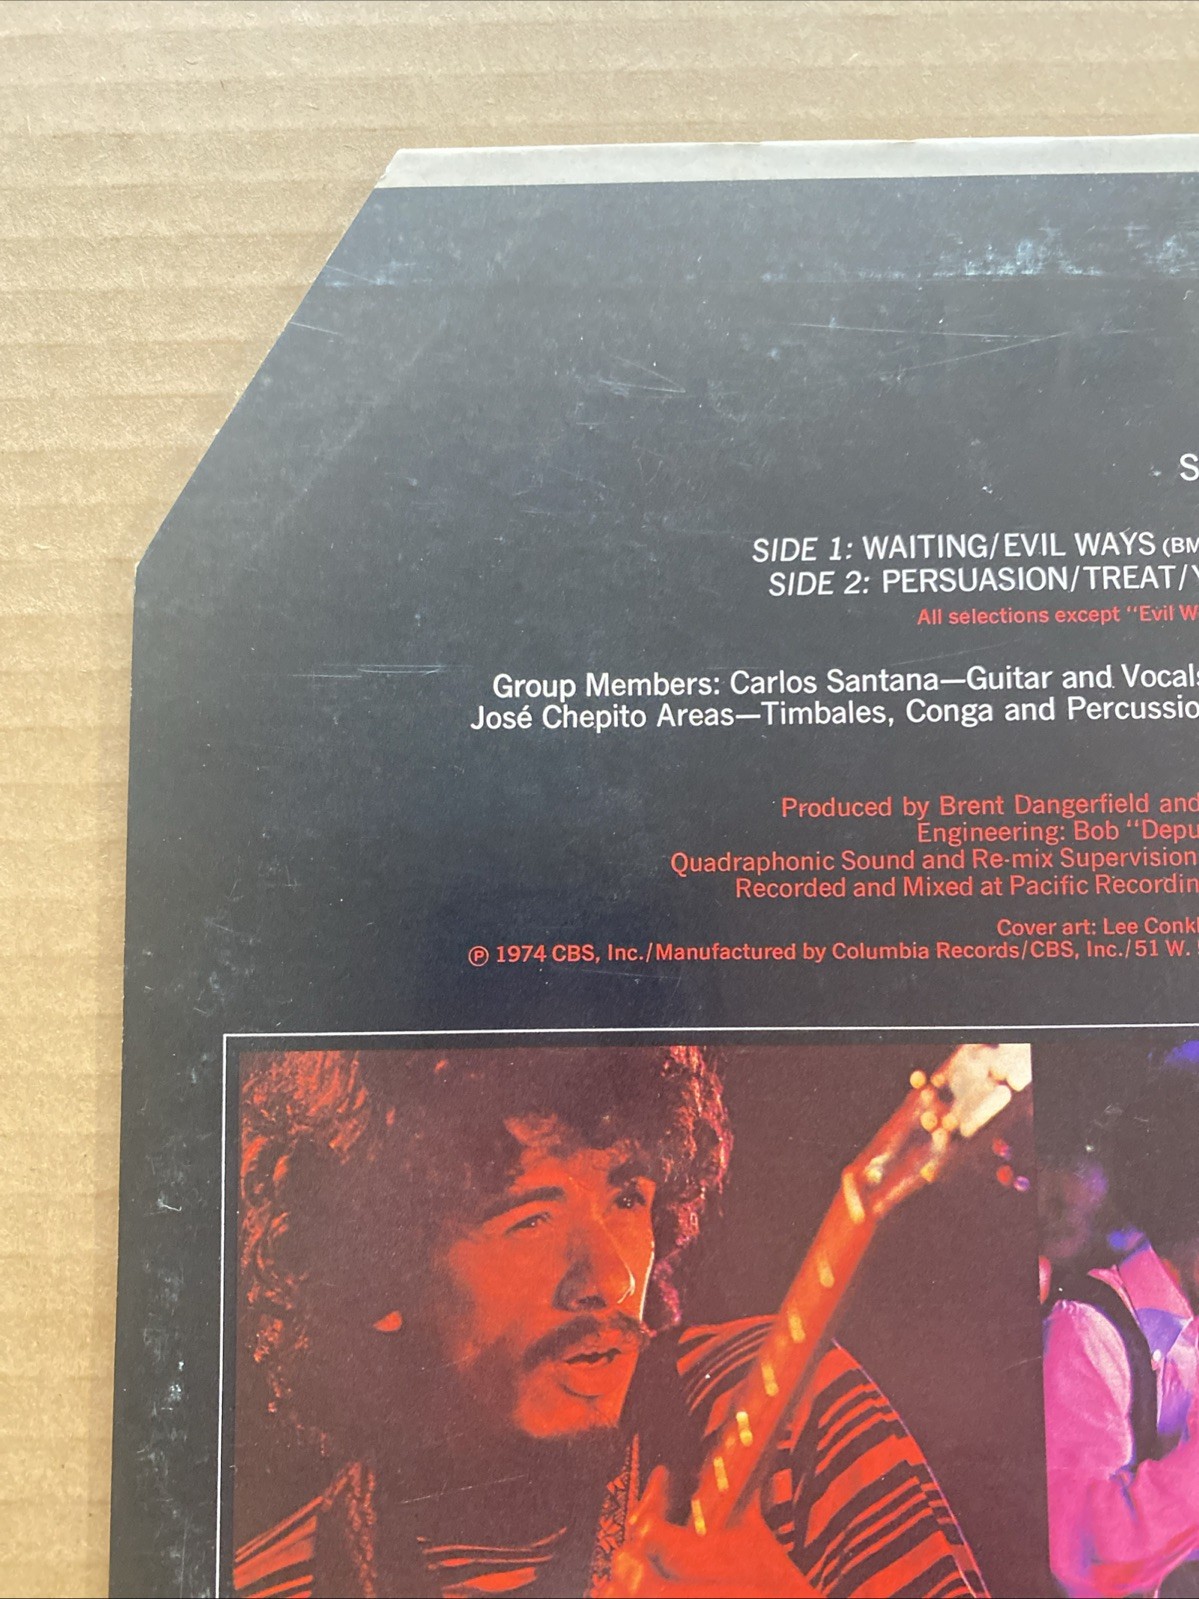 S
SIDE 1: WAITING/EVIL WAYS (BM
SIDE 2: PERSUASION/TREAT/Y
All selections except "Evil W
Group Members: Carlos Santana—Guitar and Vocals
José Chepito Areas—Timbales, Conga and Percussio
Produced by Brent Dangerfield and
Engineering: Bob "Depu
Quadraphonic Sound and Re-mix Supervision
Recorded and Mixed at Pacific Recordin
Cover art: Lee Conkl
Ⓟ 1974 CBS, Inc./Manufactured by Columbia Records/CBS, Inc./51 W.